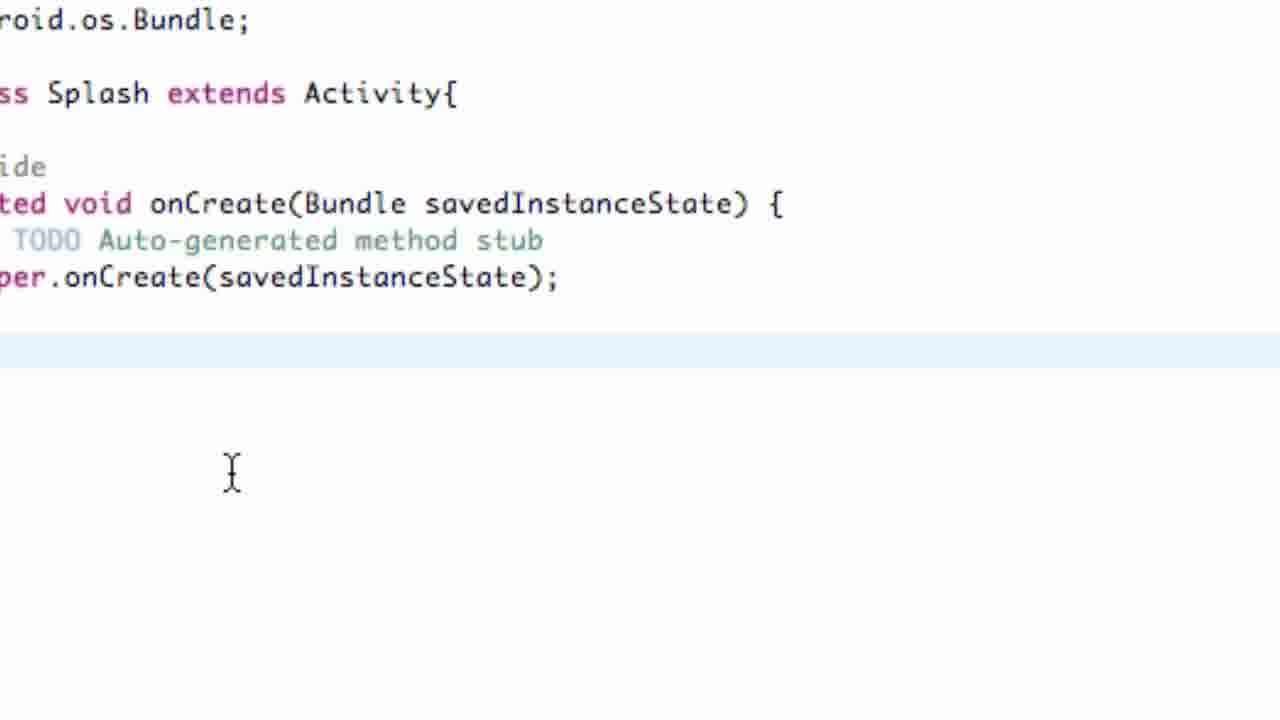 roid.os.Bundle;
ss Splash extends Activity{
ide
ted void onCreate(Bundle savedInstanceState) {
TODO Auto-generated method stub
per.onCreate(savedInstanceState);